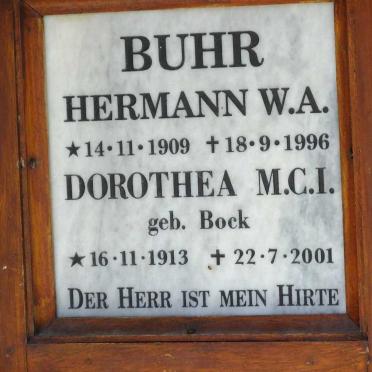 BUHR
HERMANN W.A.
★14·11·1909 ✝18·9·1996
DOROTHEA M.C.I.
geb. Bock
★16·11·1913 ✝22·7·2001
DER HERR IST MEIN HIRTE